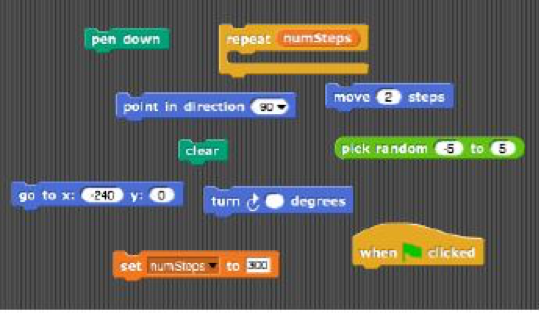 pen down
repeat numSteps
point in direction 90
move 2 steps
clear
pick random -5 to 5
go to x: -240 y: 0
turn degrees
when clicked
set numSteps to 300